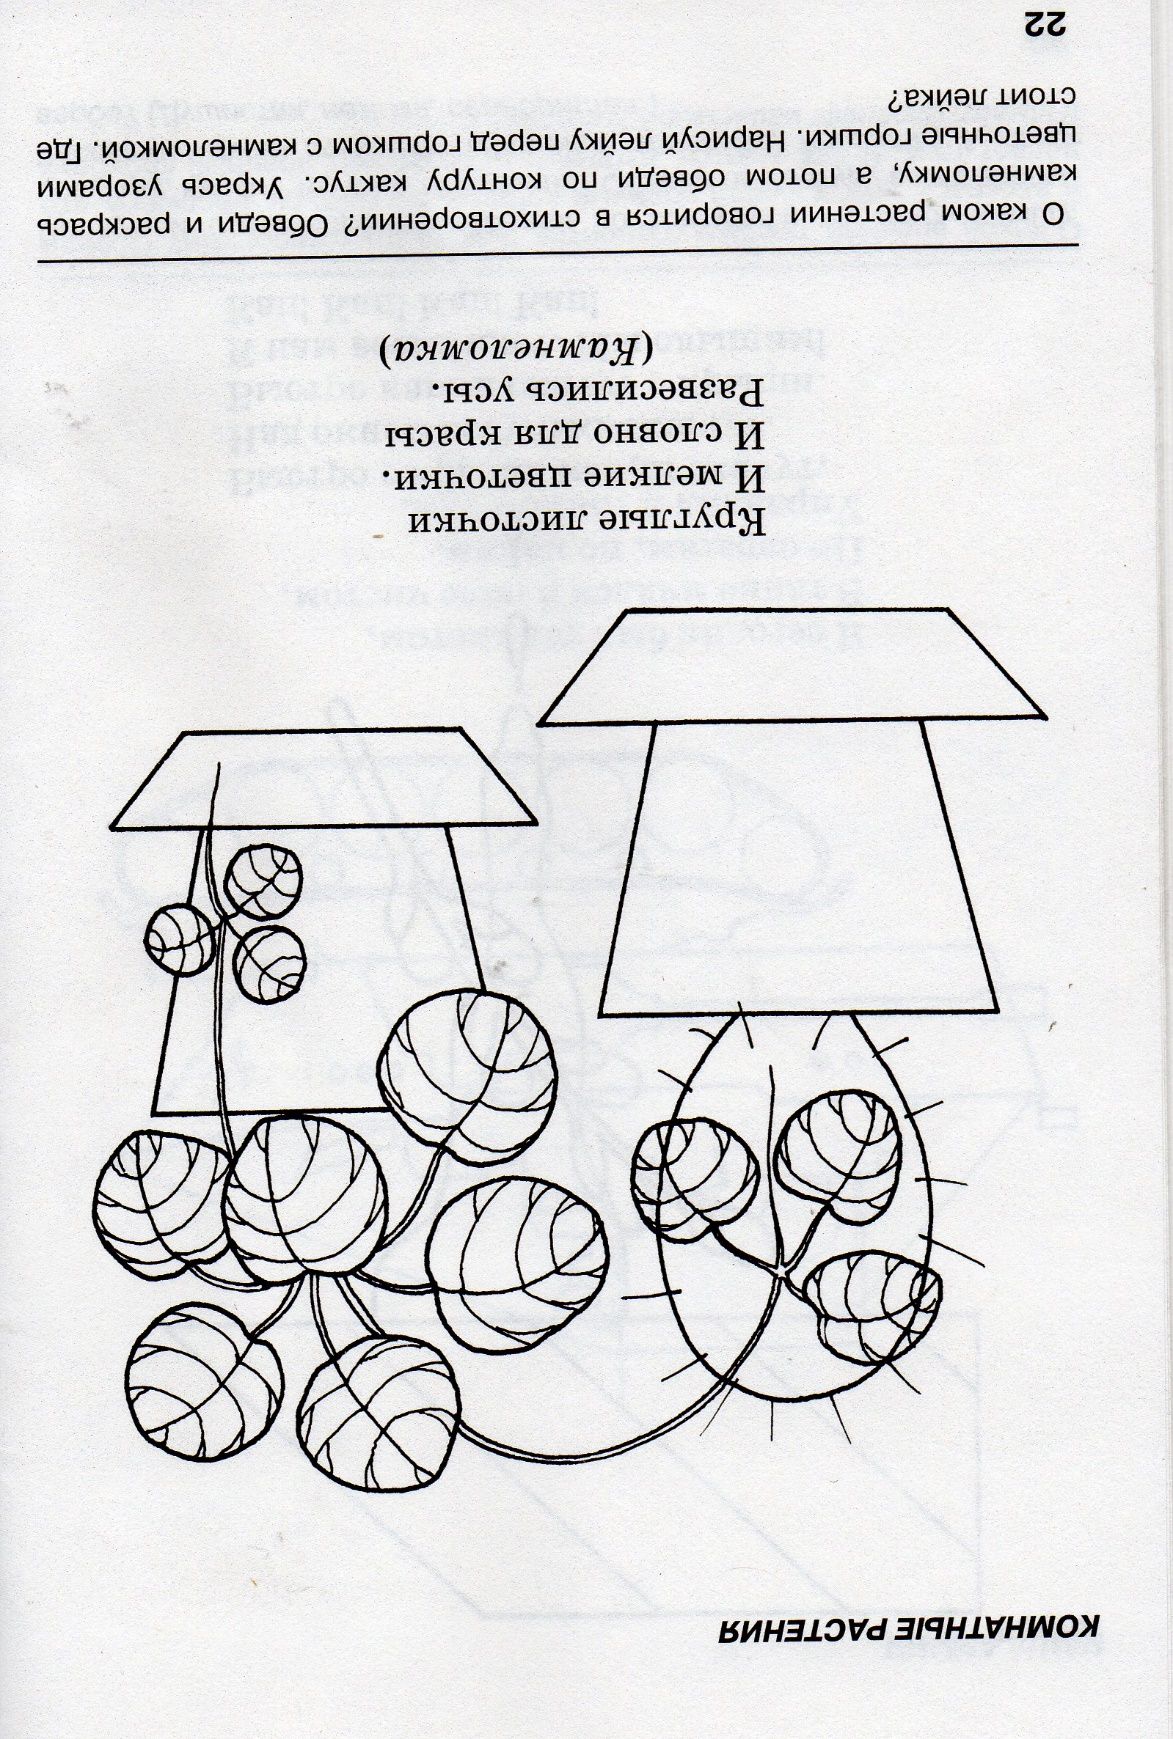 КОМНАТНЫЕ РАСТЕНИЯ
Круглые листочки
И мелкие цветочки.
И словно для красы
Развесились усы.
(Камнеломка)
О каком растении говорится в стихотворении? Обведи и раскрась
камнеломку, а потом обведи по контуру кактус. Укрась узорами
цветочные горшки. Нарисуй лейку перед горшком с камнеломкой. Где
стоит лейка?
22